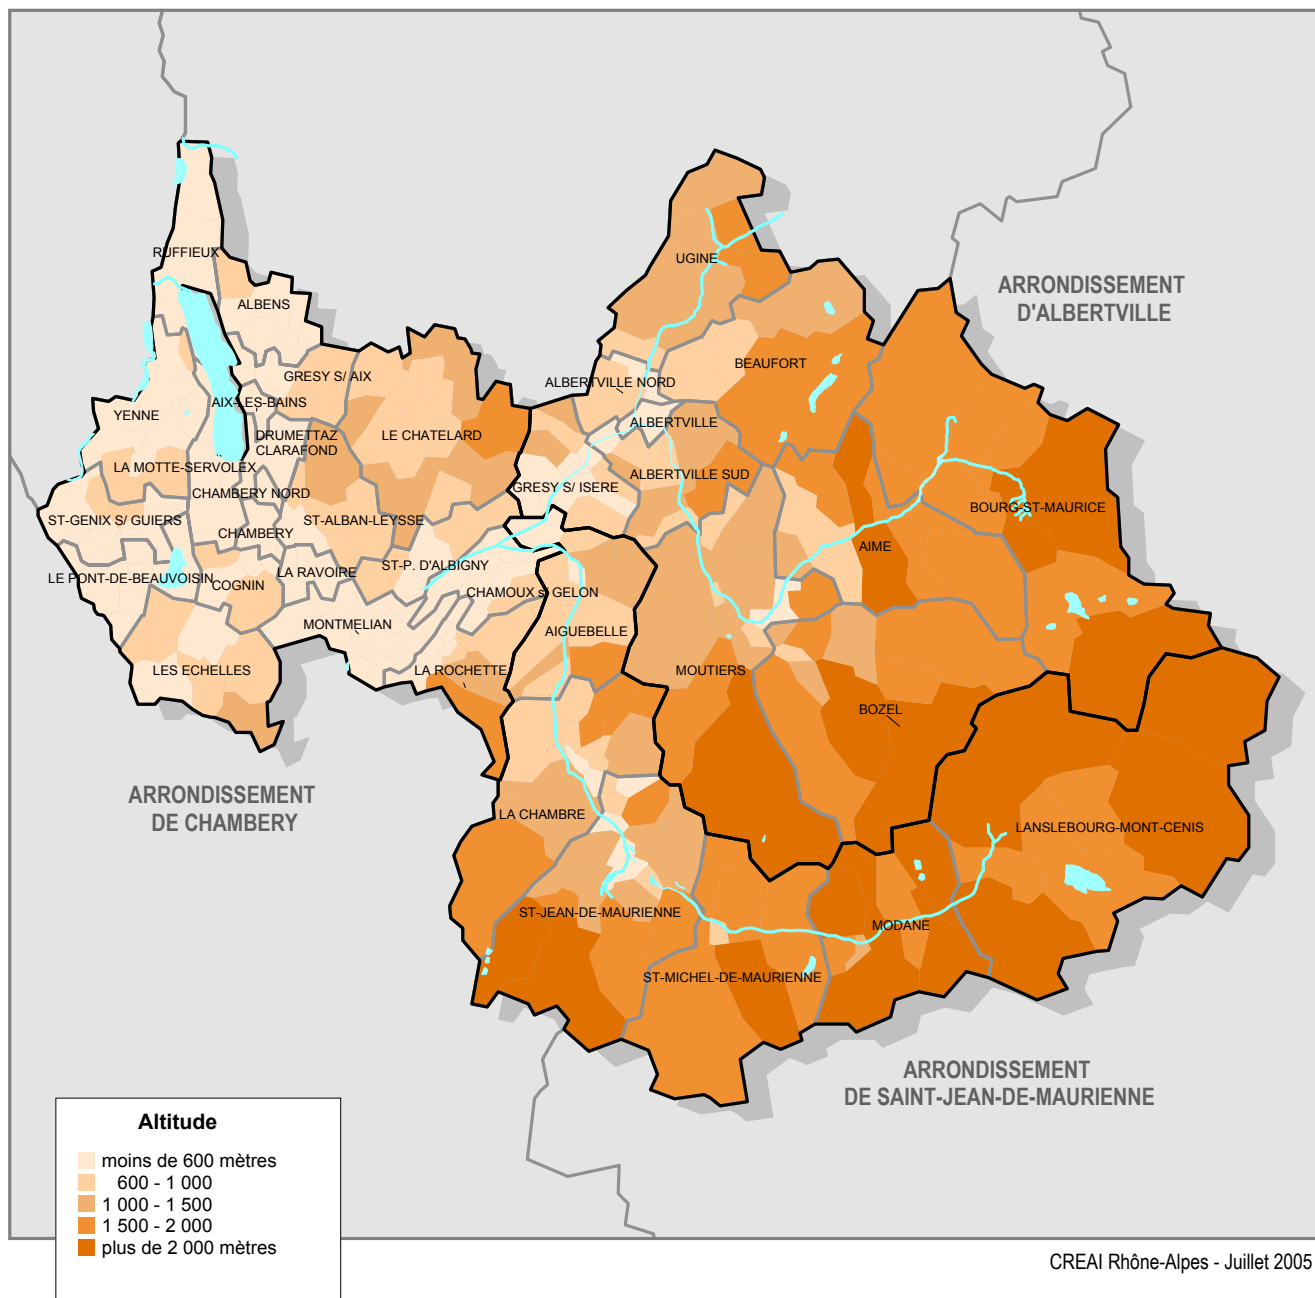 RUFFIEUX
ALBENS
UGINE
ARRONDISSEMENT
D'ALBERTVILLE
GRESY S/ AIX
ALBERTVILLE NORD
BEAUFORT
AIX-LES-BAINS
YENNE
DRUMETTAZ
CLARAFOND
LE CHATELARD
ALBERTVILLE
LA MOTTE-SERVOLEX
ALBERTVILLE SUD
CHAMBERY NORD
GRESY S/ ISERE
BOURG-ST-MAURICE
ST-GENIX S/ GUIERS
ST-ALBAN-LEYSSE
CHAMBERY
AIME
LE PONT-DE-BEAUVOISIN
COGNIN
LA RAVOIRE
ST-P. D'ALBIGNY
CHAMOUX s/ GELON
MONTMELIAN
AIGUEBELLE
LES ECHELLES
LA ROCHETTE
MOUTIERS
BOZEL
ARRONDISSEMENT
DE CHAMBERY
LA CHAMBRE
LANSLEBOURG-MONT-CENIS
ST-JEAN-DE-MAURIENNE
MODANE
ST-MICHEL-DE-MAURIENNE
ARRONDISSEMENT
DE SAINT-JEAN-DE-MAURIENNE
Altitude
moins de 600 mètres
600 - 1 000
1 000 - 1 500
1 500 - 2 000
plus de 2 000 mètres
CREAI Rhône-Alpes - Juillet 2005